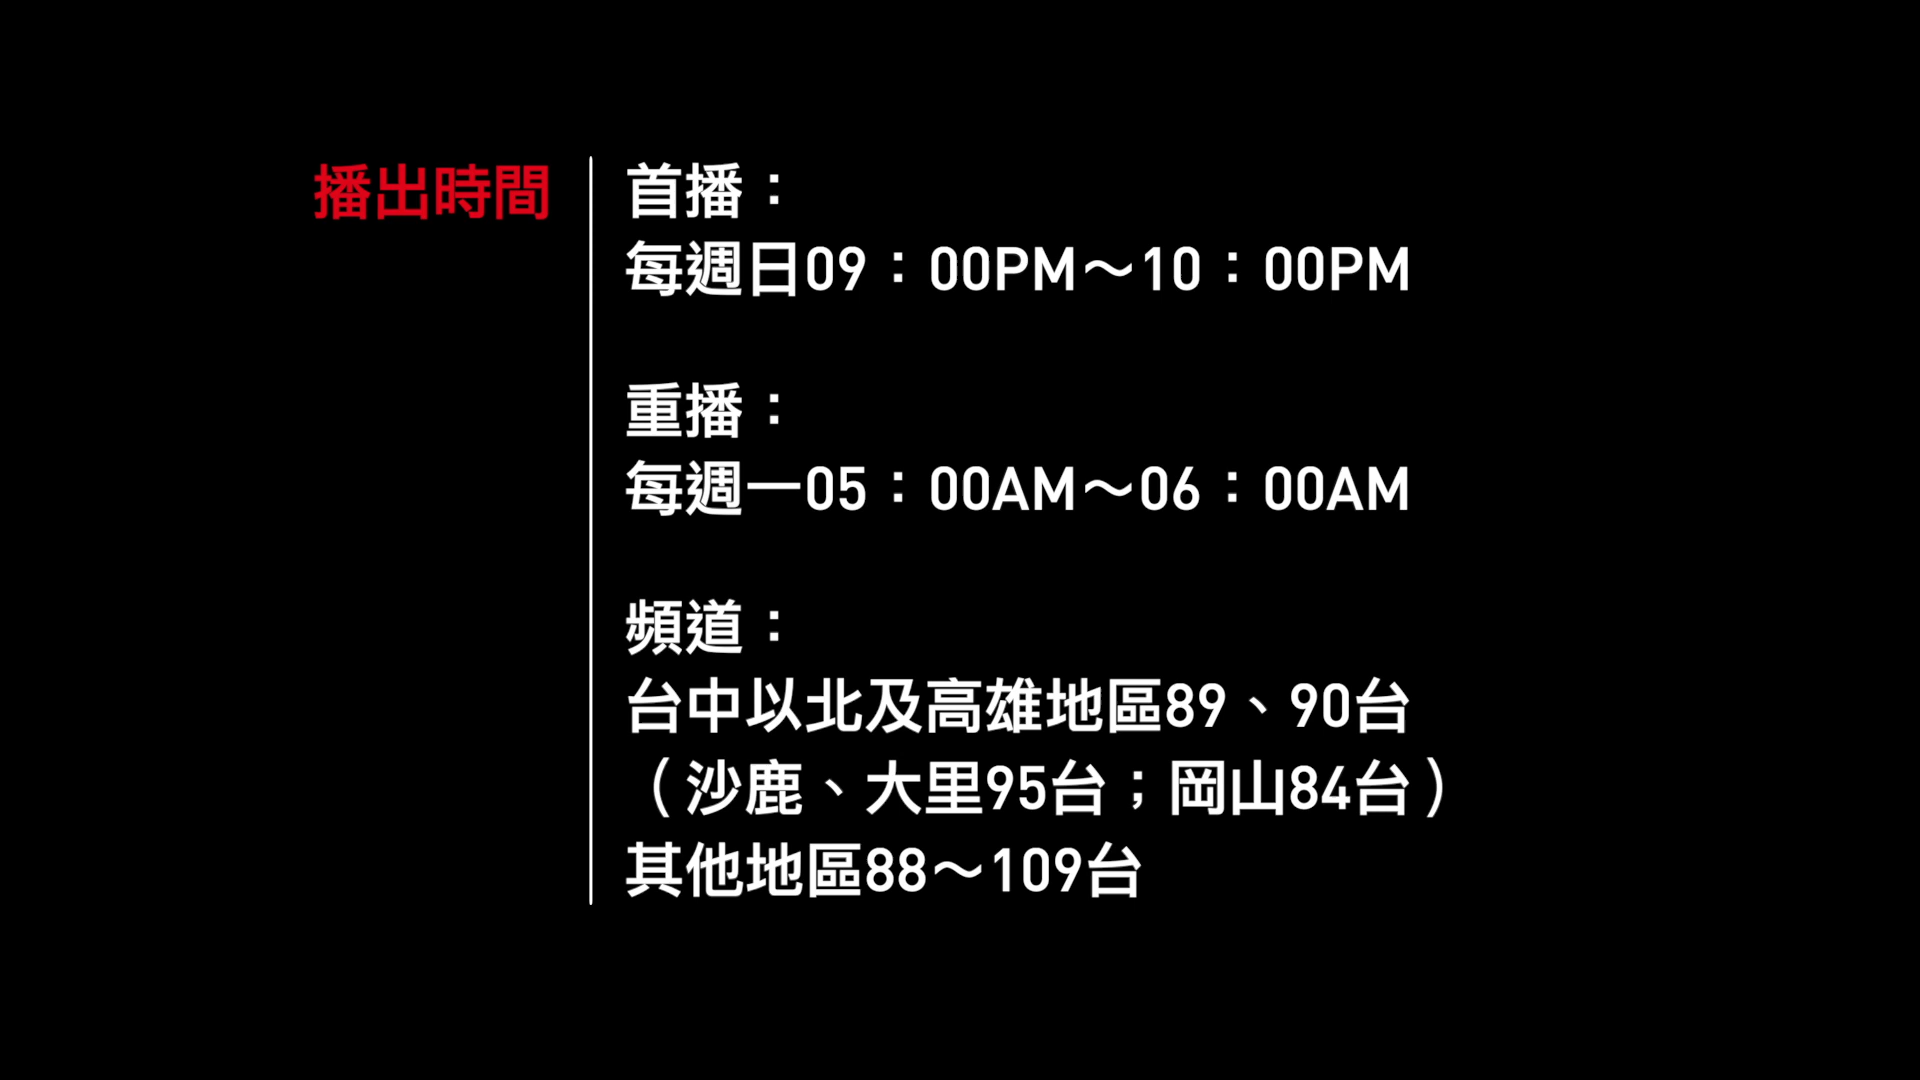 播出時間
首播：
每週日09：00PM～10：00PM
重播：
每週一05：00AM～06：00AM
頻道：
台中以北及高雄地區89、90台
（沙鹿、大里95台；岡山84台）
其他地區88～109台